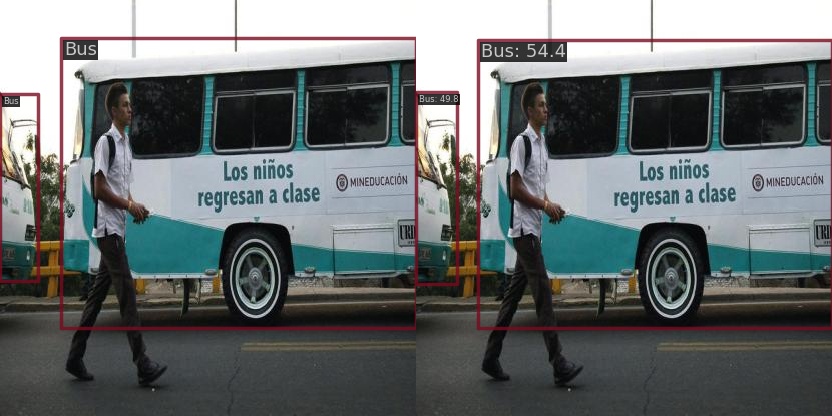 Bus
Bus
Los niños
regresan a clase
MINEDUCACIÓN
Bus: 54.4
Bus: 49.8
Los niños
regresan a clase
MINEDUCACIÓN